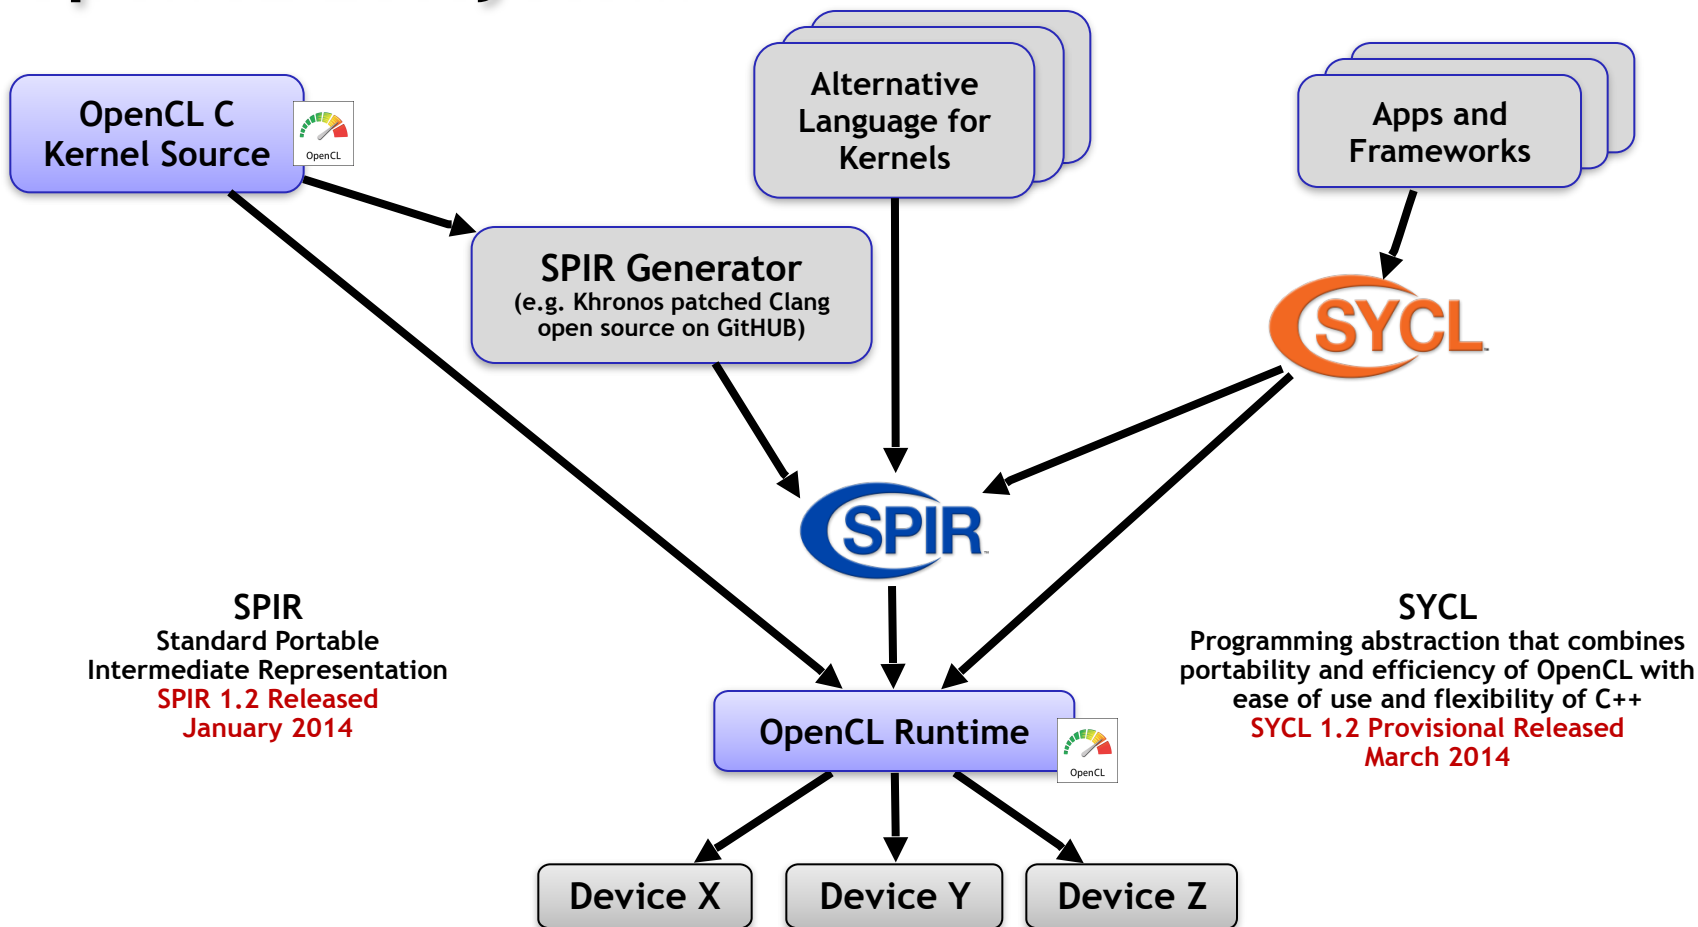 OpenCL C
Kernel Source
OpenCL
Alternative
Language for
Kernels
Apps and
Frameworks
SPIR Generator
(e.g. Khronos patched Clang
open source on GitHUB)
SYCL™
SPIR™
SPIR
Standard Portable
Intermediate Representation
SPIR 1.2 Released
January 2014
SYCL
Programming abstraction that combines
portability and efficiency of OpenCL with
ease of use and flexibility of C++
SYCL 1.2 Provisional Released
March 2014
OpenCL Runtime
OpenCL
Device X
Device Y
Device Z